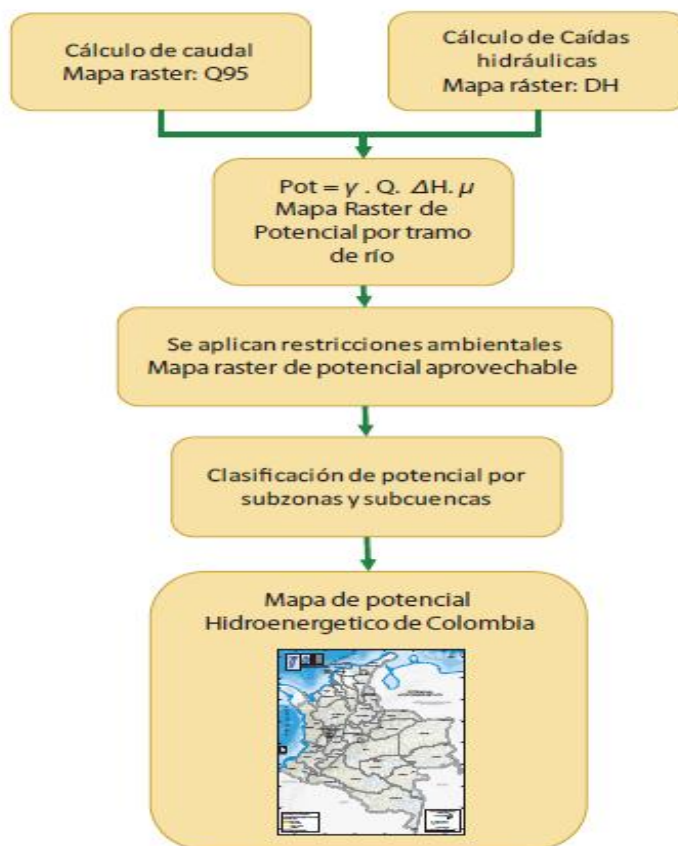 Cálculo de caudal
Mapa raster: Q95
Cálculo de Caídas
hidráulicas
Mapa ráster: DH
Pot = γ . Q. ΔH. μ
Mapa Raster de
Potencial por tramo
de río
Se aplican restricciones ambientales
Mapa raster de potencial aprovechable
Clasificación de potencial por
subzonas y subcuencas
Mapa de potencial
Hidroenergetico de Colombia